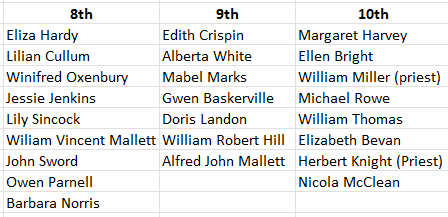 8th 9th 10th
Eliza Hardy Edith Crispin Margaret Harvey
Lilian Cullum Alberta White Ellen Bright
Winifred Oxenbury Mabel Marks William Miller (priest)
Jessie Jenkins Gwen Baskerville Michael Rowe
Lily Sincock Doris Landon William Thomas
Wiliam Vincent Mallett William Robert Hill Elizabeth Bevan
John Sword Alfred John Mallett Herbert Knight (Priest)
Owen Parnell Nicola McClean
Barbara Norris